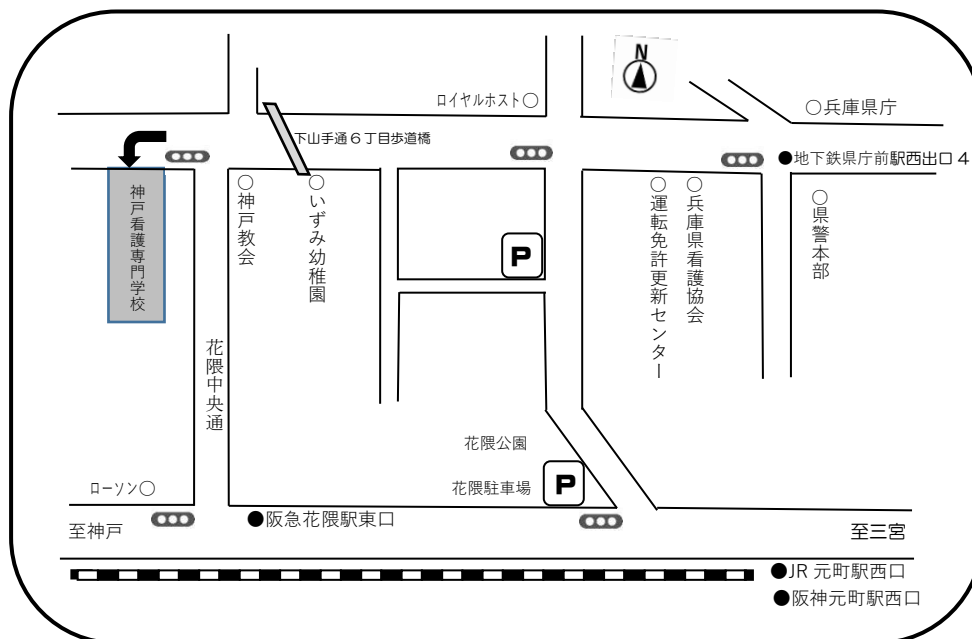 N
ロイヤルホスト○
○兵庫県庁
下山手通6丁目歩道橋
●地下鉄県庁前駅西出口4
神戸看護専門学校
○神戸教会
○いずみ幼稚園
P
○運転免許更新センター
○兵庫県看護協会
○県警本部
花隈中央通
花隈公園
花隈駐車場
P
ローソン○
●阪急花隈駅東口
至神戸
至三宮
●JR 元町駅西口
●阪神元町駅西口